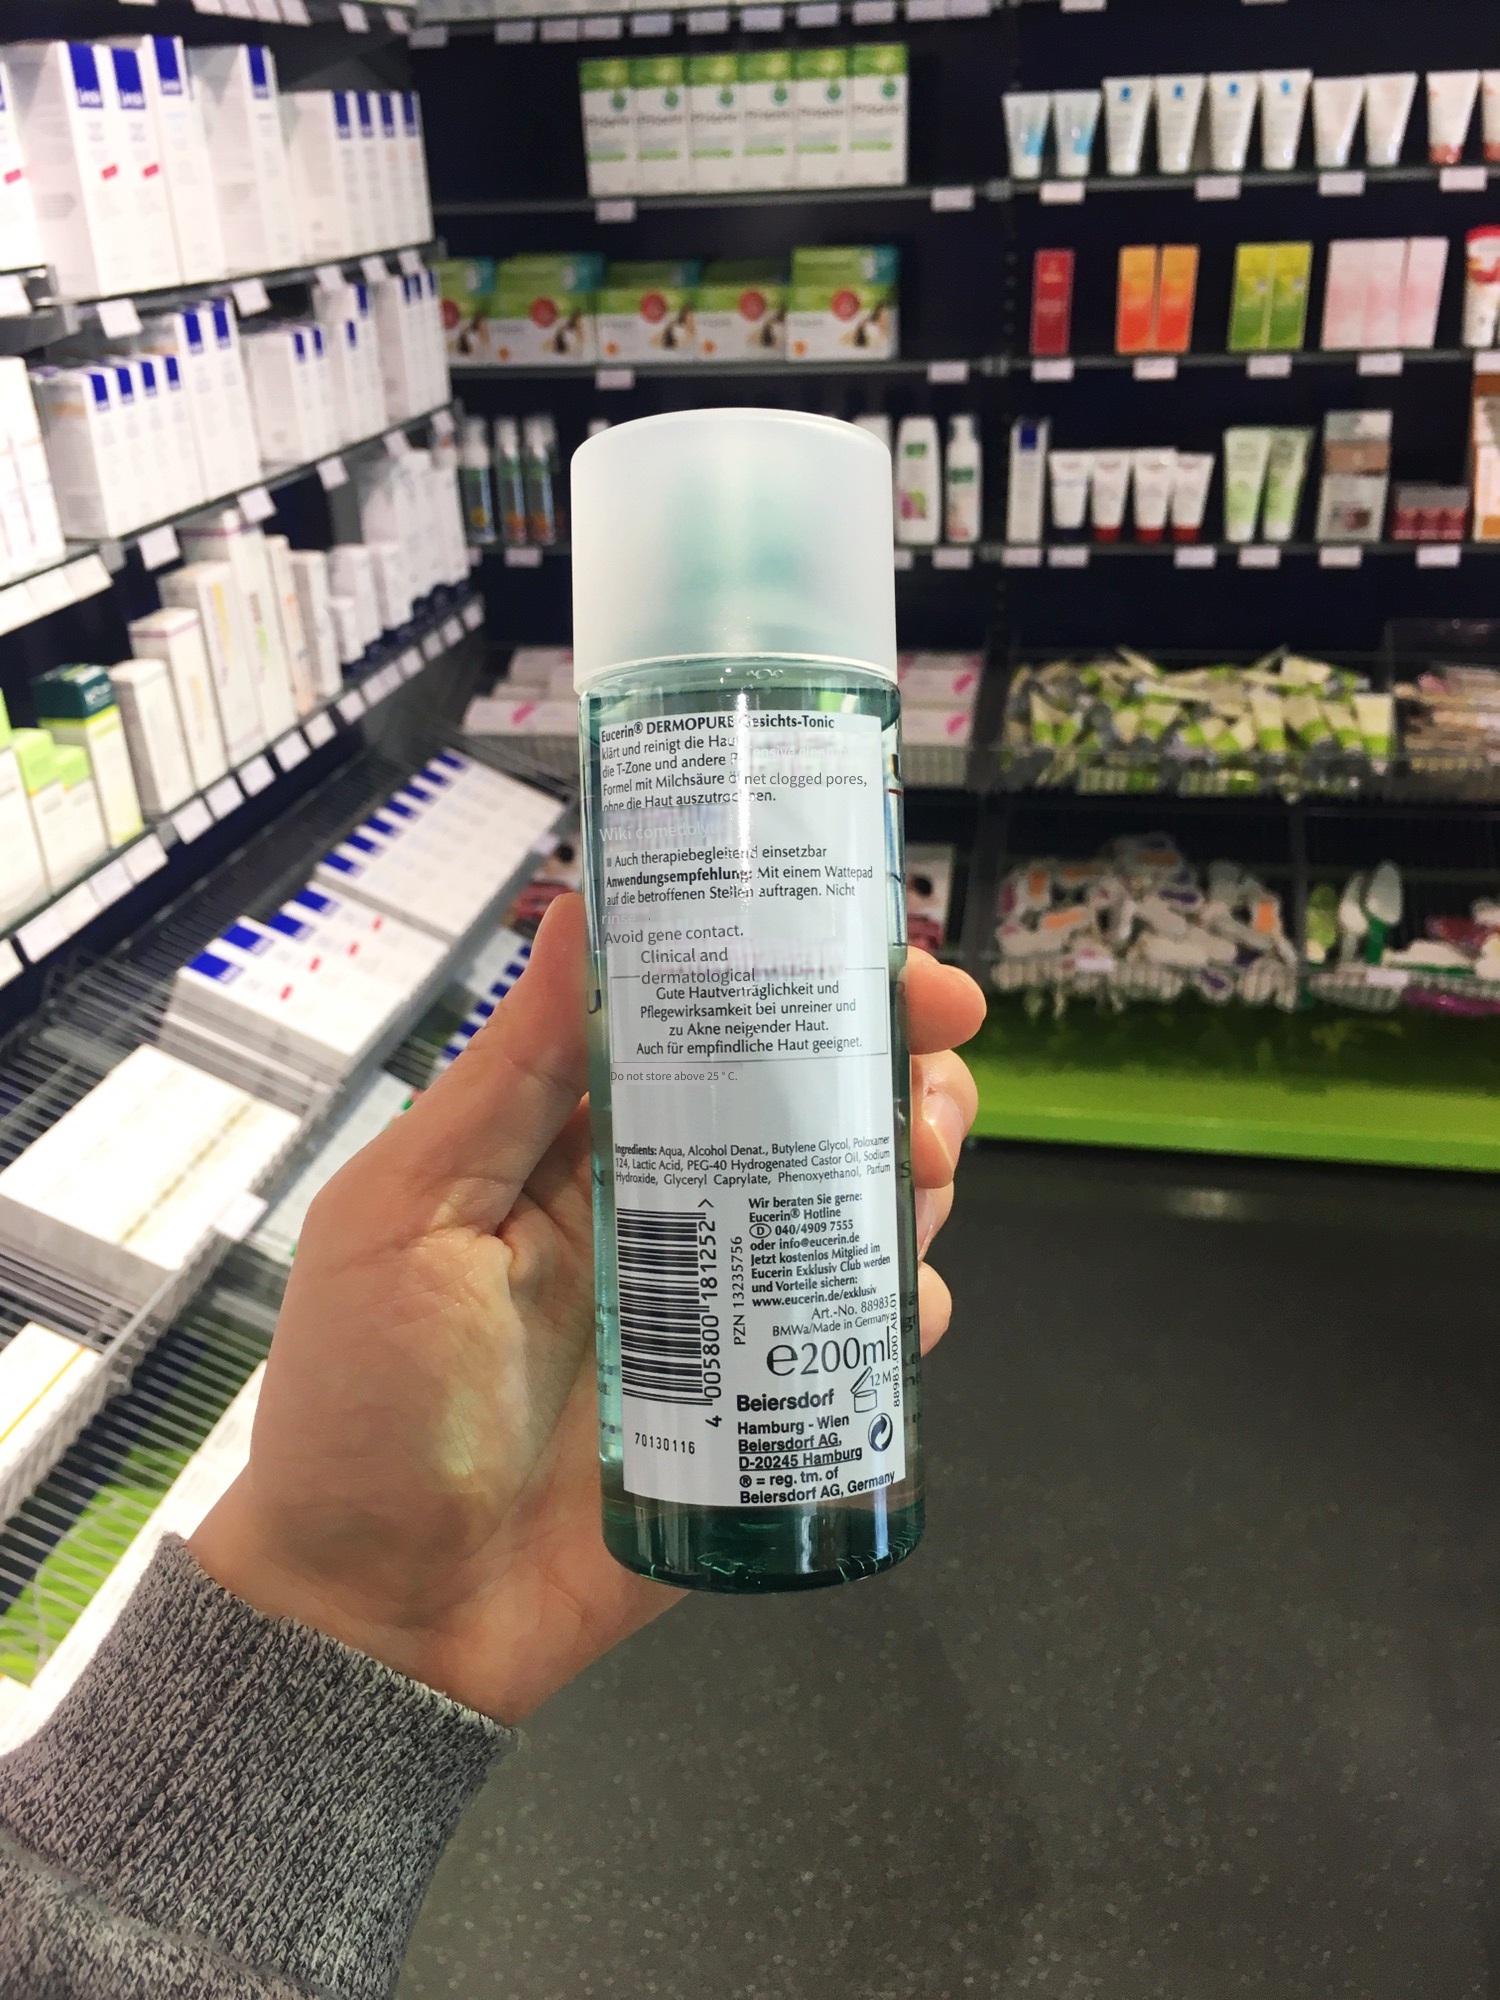 Eucerin® DERMOPURE Gesichts-Tonic
klärt und reinigt die Haut
die T-Zone und andere
Formel mit Milchsäure net clogged pores,
ohne die Haut auszutrocknen.
Wiki
■ Auch therapiebegleitend einsetzbar
Anwendungsempfehlung: Mit einem Wattepad
auf die betroffenen Stellen auftragen. Nicht
rinse
Avoid gene contact.
Clinical and
dermatological
Gute Hautverträglichkeit und
Pflegewirksamkeit bei unreiner und
zu Akne neigender Haut.
Auch für empfindliche Haut geeignet.
Do not store above 25 ° C.
Ingredients: Aqua, Alcohol Denat., Butylene Glycol, Poloxamer
124, Lactic Acid, PEG-40 Hydrogenated Castor Oil, Sodium
Hydroxide, Glyceryl Caprylate, Phenoxyethanol, Parfum
4 005800 181252 >
70130116
PZN 13235756
Wir beraten Sie gerne:
Eucerin® Hotline
D 040/4909 7555
oder info@eucerin.de
Jetzt kostenlos Mitglied im
Eucerin Exklusiv Club werden
und Vorteile sichern:
www.eucerin.de/exklusiv
Art.-No. 88983
BMWa/Made in Germany
e200ml
12 M
88983.000.AB.01
Beiersdorf
Hamburg - Wien
Beiersdorf AG,
D-20245 Hamburg
® = reg. tm. of
Beiersdorf AG, Germany